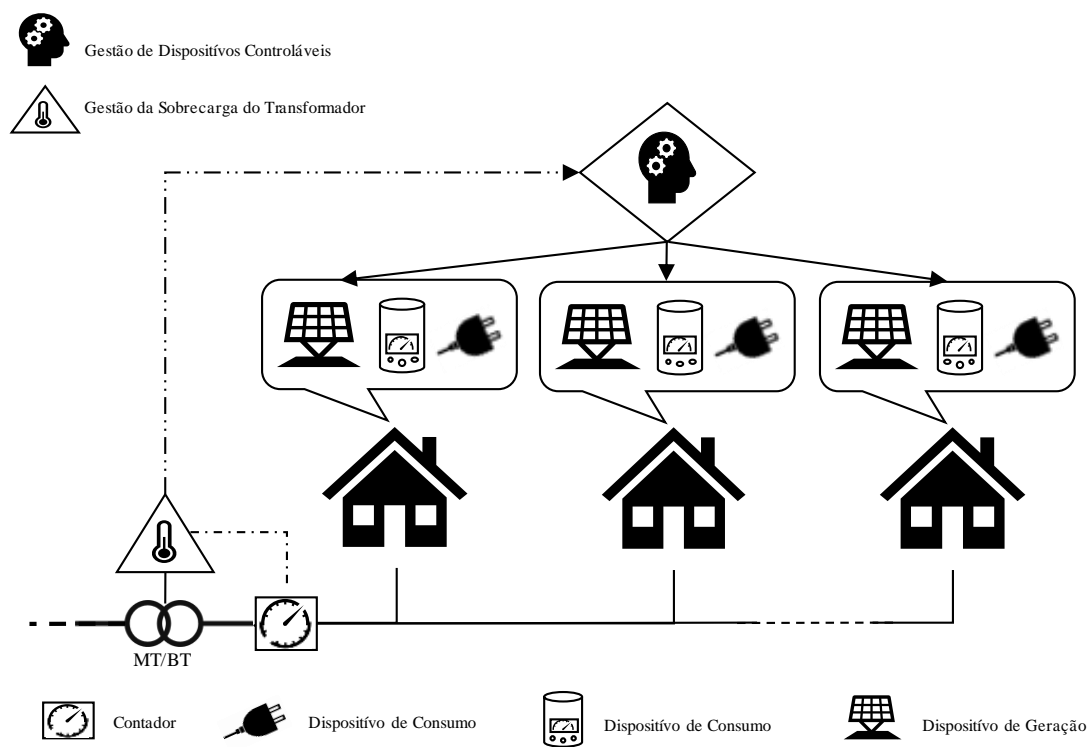 Gestão de Dispositívos Controláveis
Gestão da Sobrecarga do Transformador
MT/BT
Contador
Dispositívo de Consumo
Dispositívo de Consumo
Dispositívo de Geração